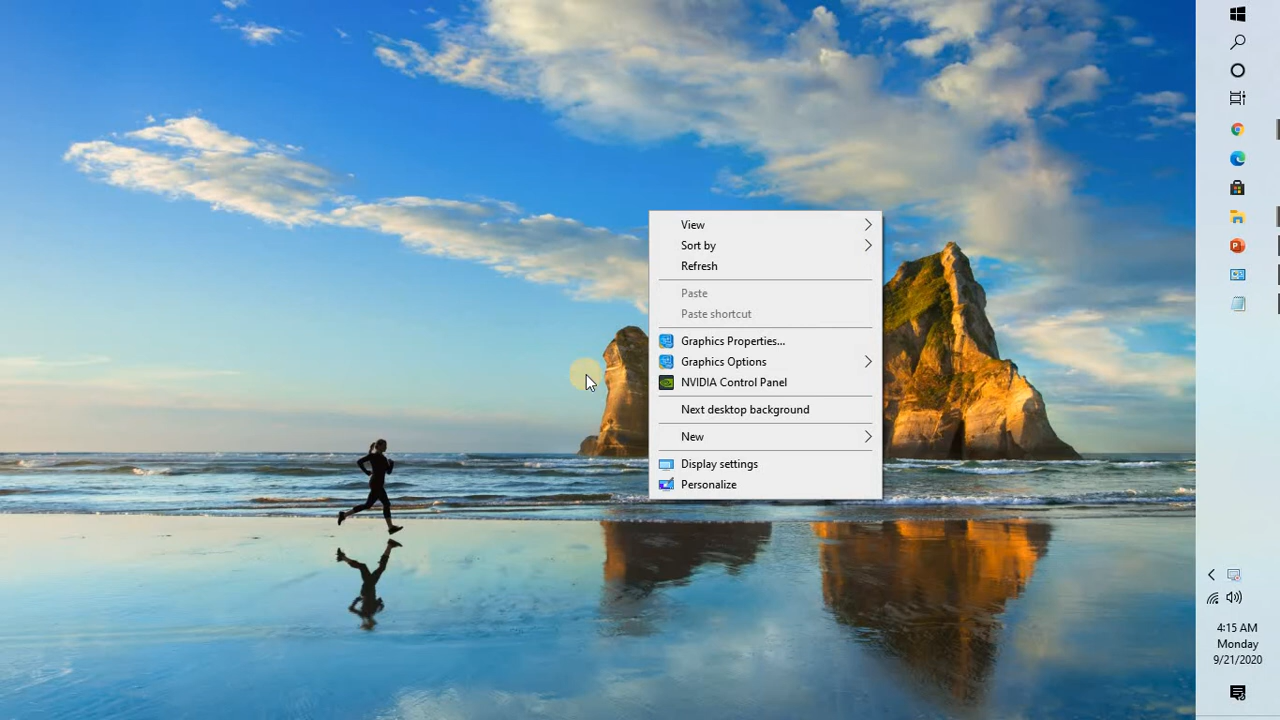 View
Sort by
Refresh
Paste
Paste shortcut
Graphics Properties...
Graphics Options
NVIDIA Control Panel
Next desktop background
New
Display settings
Personalize
4:15 AM
Monday
9/21/2020